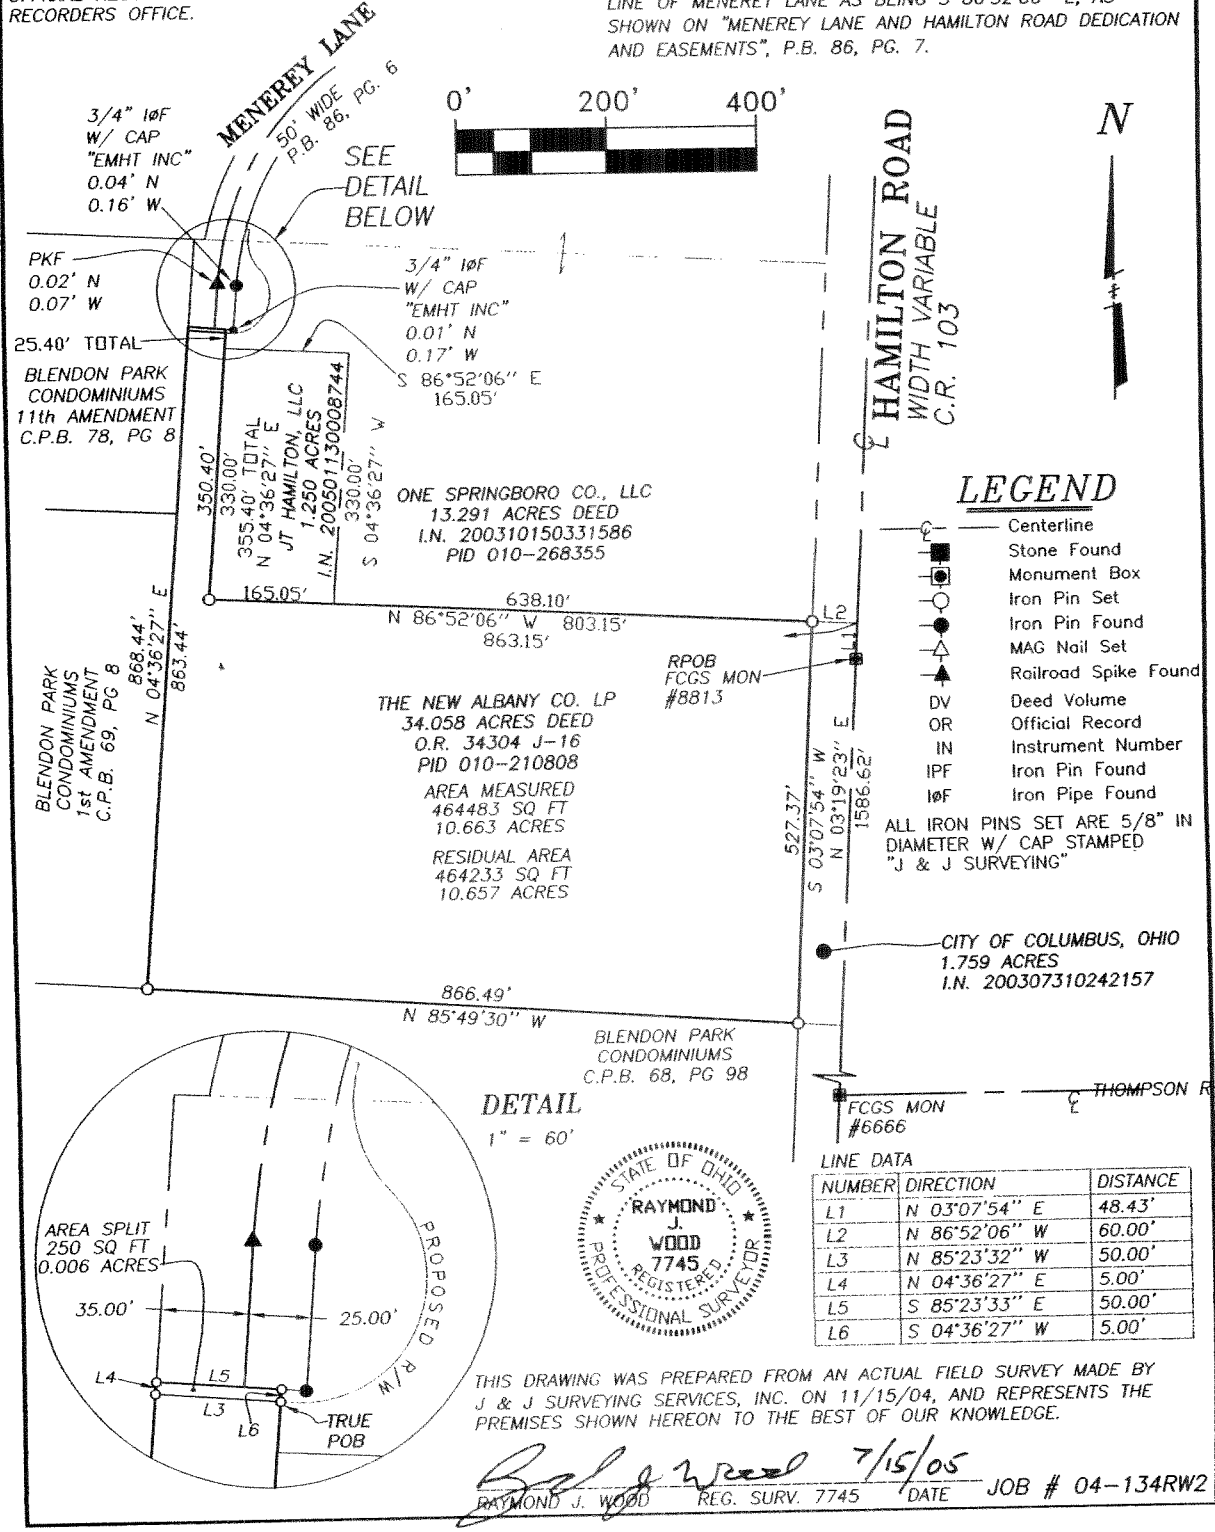 RECORDERS OFFICE.
SHOWN ON "MENEREY LANE AND HAMILTON ROAD DEDICATION
AND EASEMENTS", P.B. 86, PG. 7.
MENEREY LANE
50' WIDE
P.B. 86, PG. 6
0' 200' 400'
N
3/4" IØF
W/ CAP
"EMHT INC"
0.04' N
0.16' W
SEE
DETAIL
BELOW
HAMILTON ROAD
WIDTH VARIABLE
C.R. 103
PKF
0.02' N
0.07' W
3/4" IØF
W/ CAP
"EMHT INC"
0.01' N
0.17' W
25.40' TOTAL
S 86°52'06" E
165.05'
BLENDON PARK
CONDOMINIUMS
11th AMENDMENT
C.P.B. 78, PG 8
350.40'
330.00'
355.40' TOTAL
N 04°36'27" E
JT HAMILTON, LLC
1.250 ACRES
I.N. 200501130008744
330.00'
S 04°36'27" W
ONE SPRINGBORO CO., LLC
13.291 ACRES DEED
I.N. 200310150331586
PID 010-268355
LEGEND
Centerline
Stone Found
Monument Box
Iron Pin Set
Iron Pin Found
MAG Nail Set
Railroad Spike Found
DV Deed Volume
OR Official Record
IN Instrument Number
IPF Iron Pin Found
IØF Iron Pipe Found
ALL IRON PINS SET ARE 5/8" IN
DIAMETER W/ CAP STAMPED
"J & J SURVEYING"
165.05'
638.10'
N 86°52'06" W 803.15'
863.15'
L2
L1
RPOB
FCGS MON
#8813
BLENDON PARK
CONDOMINIUMS
1st AMENDMENT
C.P.B. 69, PG 8
868.44'
N 04°36'27" E
863.44'
THE NEW ALBANY CO. LP
34.058 ACRES DEED
O.R. 34304 J-16
PID 010-210808
AREA MEASURED
464483 SQ FT
10.663 ACRES
RESIDUAL AREA
464233 SQ FT
10.657 ACRES
527.37'
S 03°07'54" W
N 03°19'23" E
1586.62'
CITY OF COLUMBUS, OHIO
1.759 ACRES
I.N. 200307310242157
866.49'
N 85°49'30" W
BLENDON PARK
CONDOMINIUMS
C.P.B. 68, PG 98
THOMPSON R
FCGS MON
#6666
DETAIL
1" = 60'
AREA SPLIT
250 SQ FT
0.006 ACRES
35.00'
25.00'
PROPOSED R/W
L4
L5
L3
L6
TRUE
POB
STATE OF OHIO
RAYMOND
J.
WOOD
7745
REGISTERED
PROFESSIONAL SURVEYOR
LINE DATA
NUMBER DIRECTION DISTANCE
L1 N 03°07'54" E 48.43'
L2 N 86°52'06" W 60.00'
L3 N 85°23'32" W 50.00'
L4 N 04°36'27" E 5.00'
L5 S 85°23'33" E 50.00'
L6 S 04°36'27" W 5.00'
THIS DRAWING WAS PREPARED FROM AN ACTUAL FIELD SURVEY MADE BY
J & J SURVEYING SERVICES, INC. ON 11/15/04, AND REPRESENTS THE
PREMISES SHOWN HEREON TO THE BEST OF OUR KNOWLEDGE.
7/15/05
RAYMOND J. WOOD REG. SURV. 7745 DATE JOB # 04-134RW2